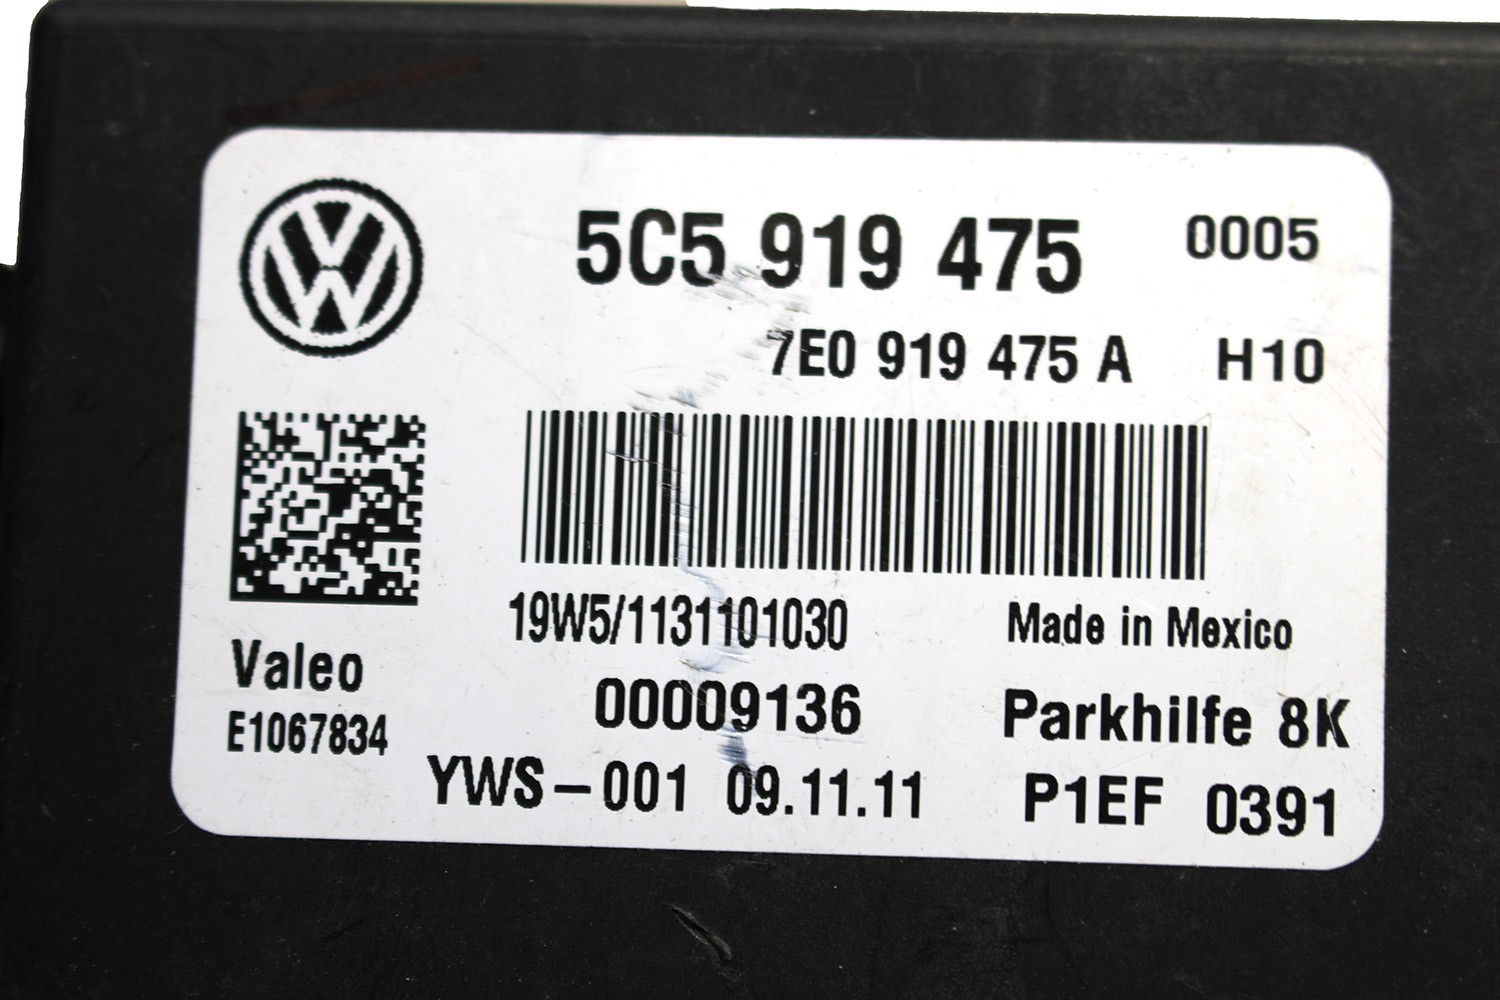 5C5 919 475 0005
7E0 919 475 A H10
19W5/1131101030 Made in Mexico
Valeo
E1067834
00009136 Parkhilfe 8K
YWS-001 09.11.11 P1EF 0391